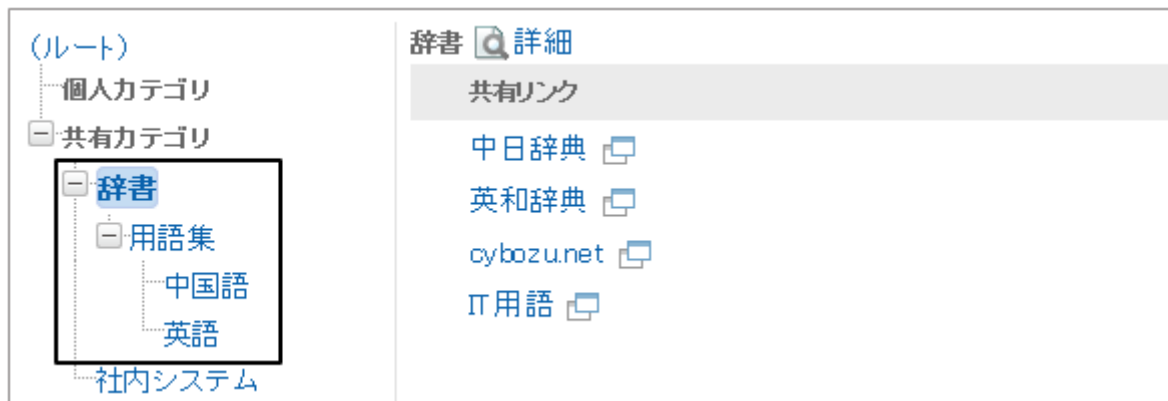 (ルート)
個人カテゴリ
共有カテゴリ
辞書
用語集
中国語
英語
社内システム
辞書 詳細
共有リンク
中日辞典
英和辞典
cybozu.net
IT用語